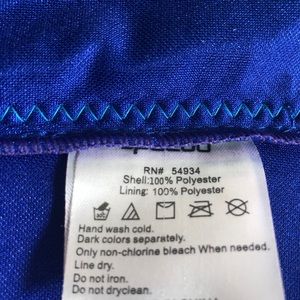 RN# 54934
Shell:100% Polyester
Lining: 100% Polyester
Hand wash cold.
Dark colors separately.
Only non-chlorine bleach When needed.
Line dry.
Do not iron.
Do not dryclean.